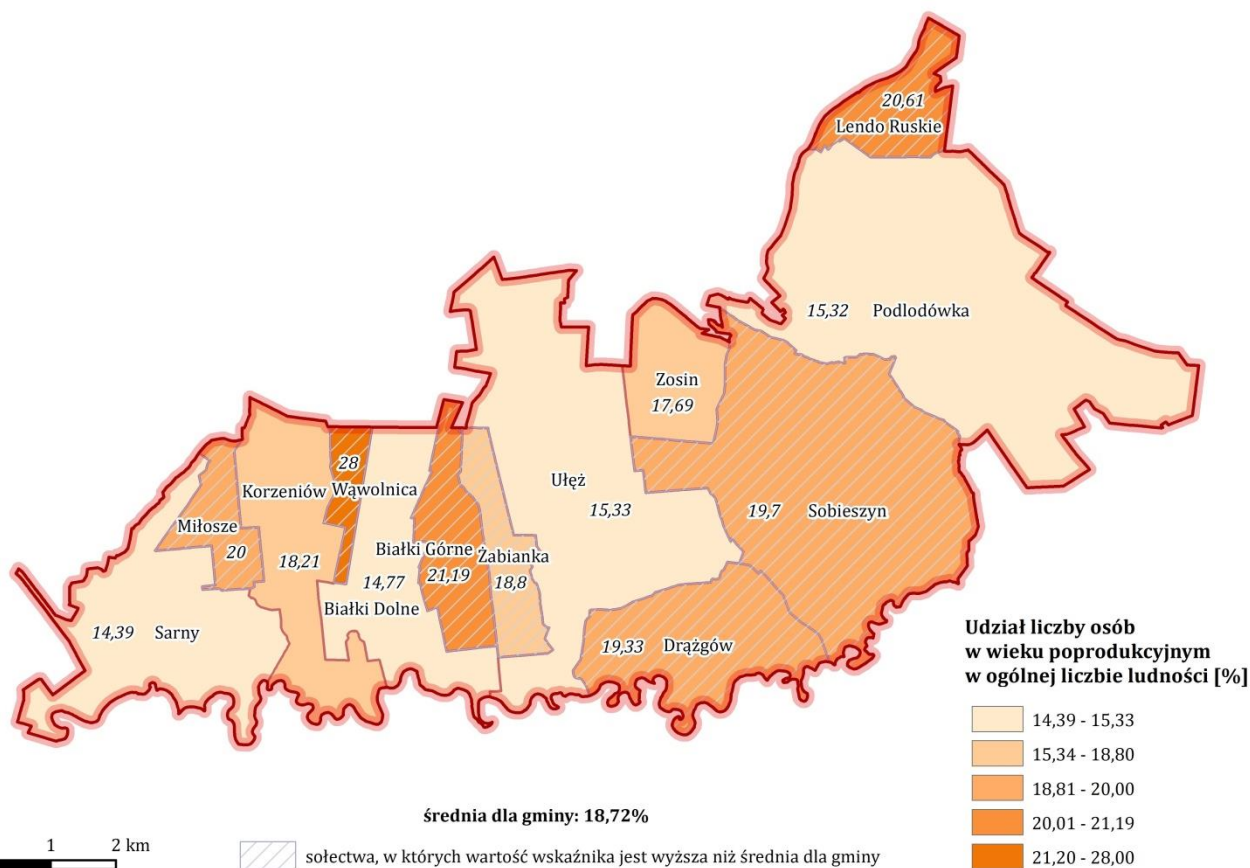 20,61
Lendo Ruskie
15,32 Podlodówka
Zosin
17,69
28
Korzeniów Wąwolnica
Ułęż
15,33
19,7 Sobieszyn
Miłosze
20
18,21
Białki Górne
21,19
Żabianka
18,8
14,77
Białki Dolne
14,39 Sarny
19,33 Drążgów
Udział liczby osób
w wieku poprodukcyjnym
w ogólnej liczbie ludności [%]
14,39 - 15,33
15,34 - 18,80
18,81 - 20,00
20,01 - 21,19
21,20 - 28,00
średnia dla gminy: 18,72%
1 2 km
sołectwa, w których wartość wskaźnika jest wyższa niż średnia dla gminy